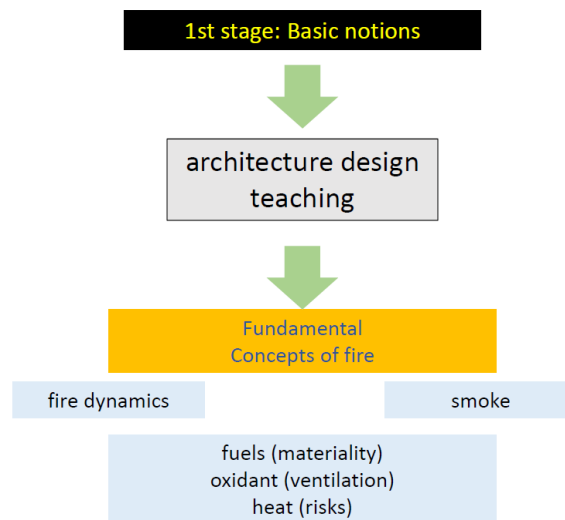 1st stage: Basic notions
architecture design
teaching
Fundamental
Concepts of fire
fire dynamics
smoke
fuels (materiality)
oxidant (ventilation)
heat (risks)